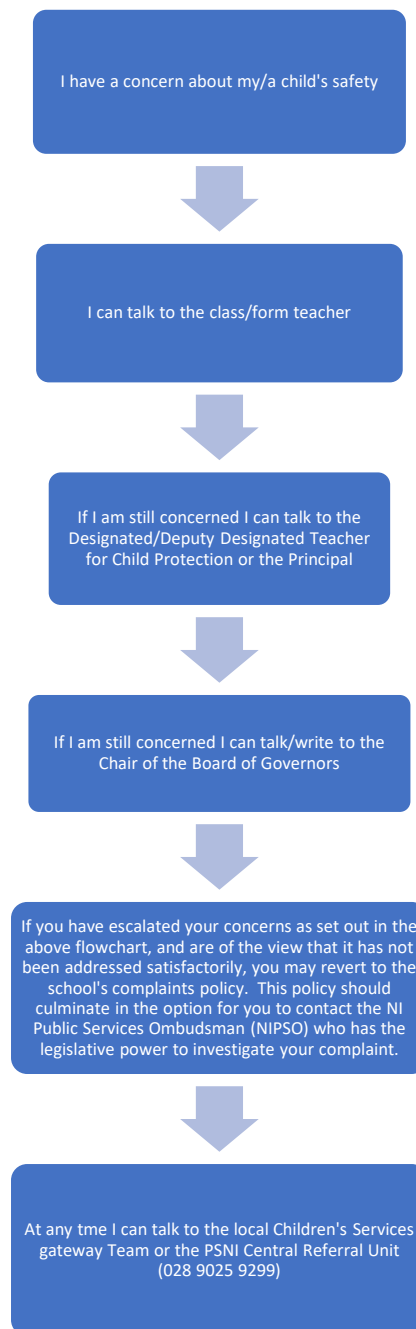 I have a concern about my/a child's safety
I can talk to the class/form teacher
If I am still concerned I can talk to the
Designated/Deputy Designated Teacher
for Child Protection or the Principal
If I am still concerned I can talk/write to the
Chair of the Board of Governors
If you have escalated your concerns as set out in the
above flowchart, and are of the view that it has not
been addressed satisfactorily, you may revert to the
school's complaints policy.  This policy should
culminate in the option for you to contact the NI
Public Services Ombudsman (NIPSO) who has the
legislative power to investigate your complaint.
At any tme I can talk to the local Children's Services
gateway Team or the PSNI Central Referral Unit
(028 9025 9299)